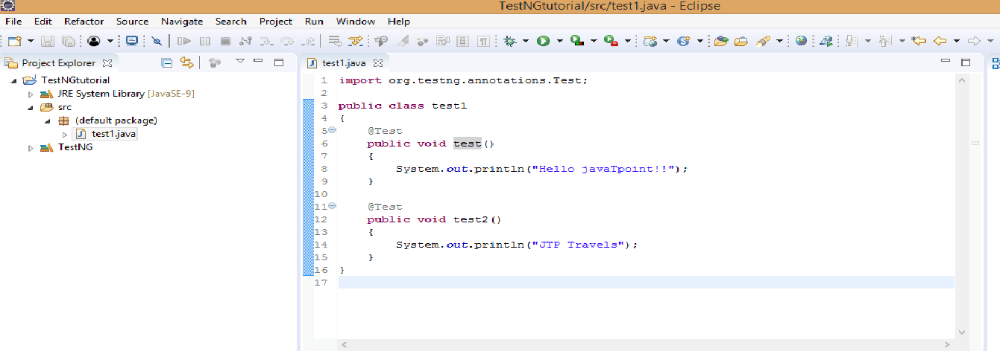 TestNGtutorial/src/test1.java - Eclipse
File Edit Refactor Source Navigate Search Project Run Window Help
Project Explorer
TestNGtutorial
JRE System Library [JavaSE-9]
src
(default package)
test1.java
TestNG
test1.java
1 import org.testng.annotations.Test;
2
3 public class test1
4 {
5 @Test
6 public void test()
7 {
8 System.out.println("Hello javaTpoint!!");
9 }
10
11 @Test
12 public void test2()
13 {
14 System.out.println("JTP Travels");
15 }
16 }
17